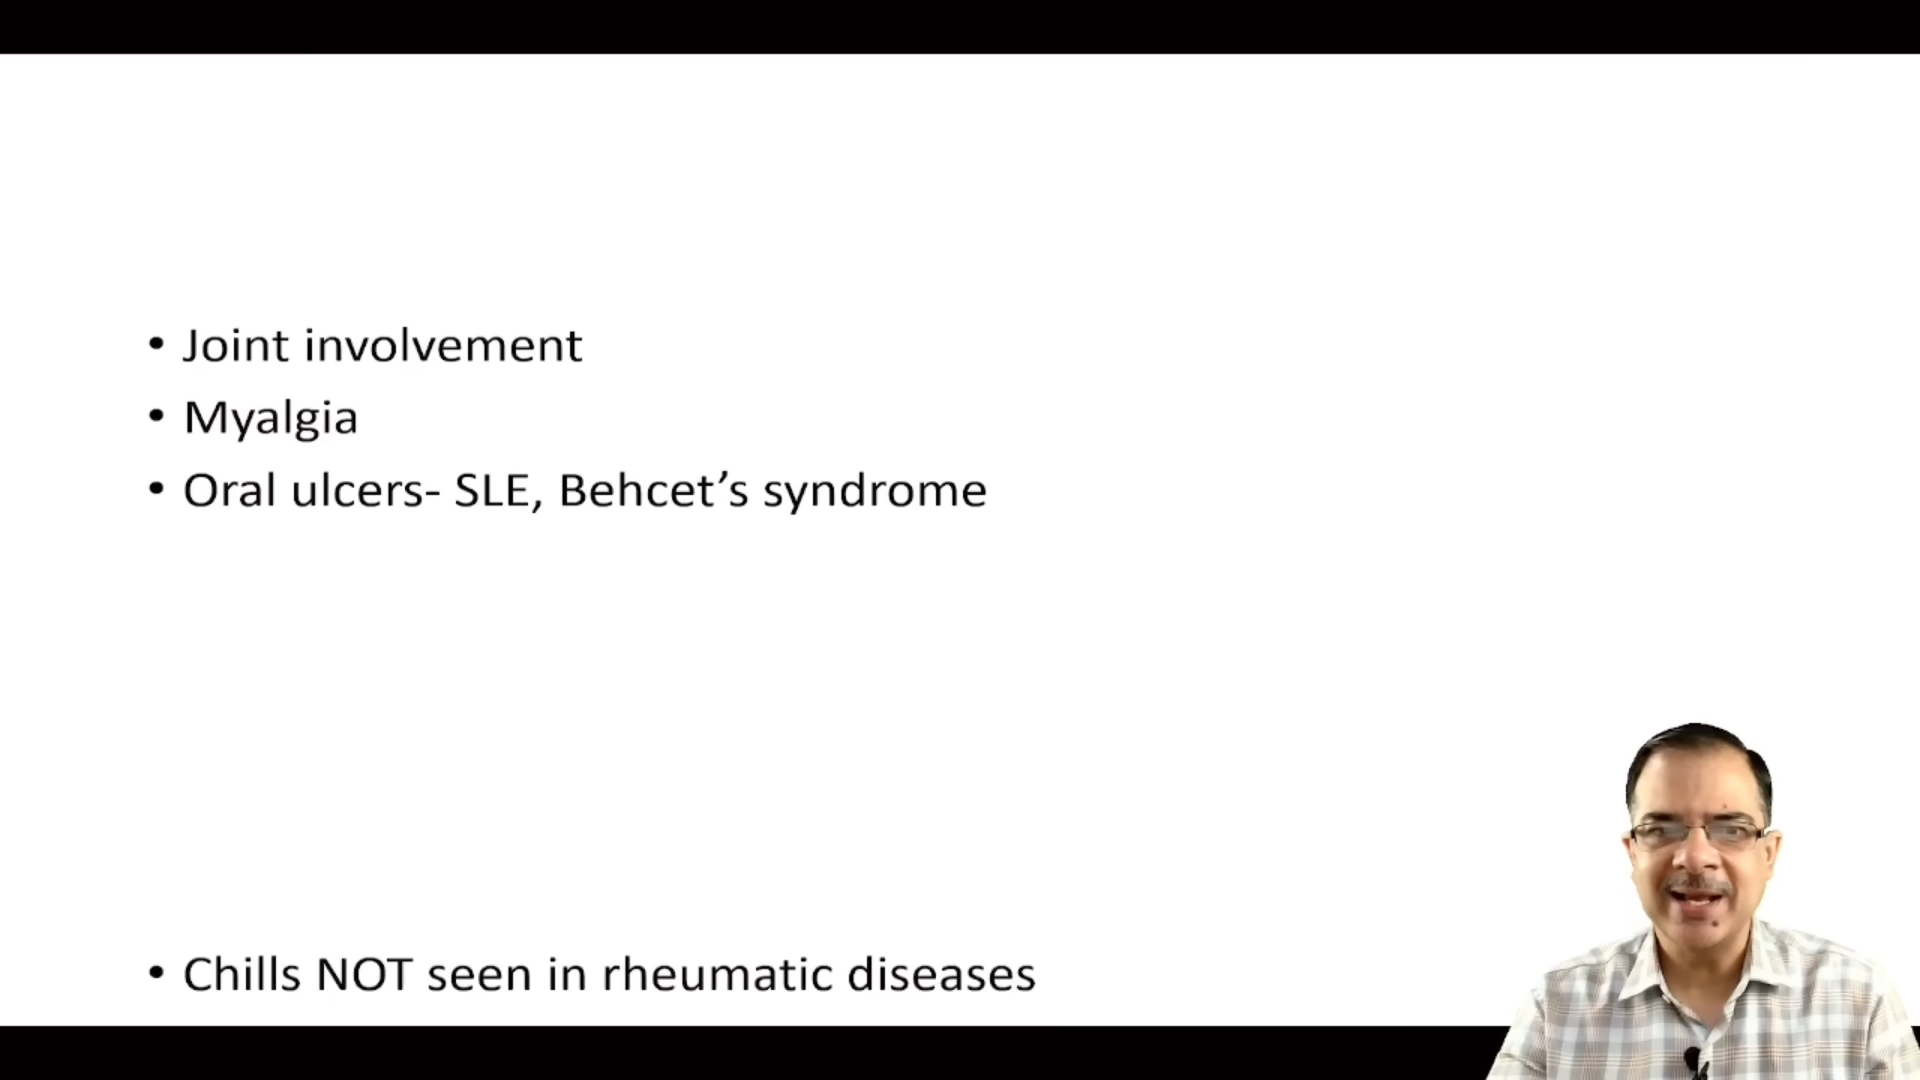 • Joint involvement
• Myalgia
• Oral ulcers- SLE, Behcet’s syndrome
• Chills NOT seen in rheumatic diseases